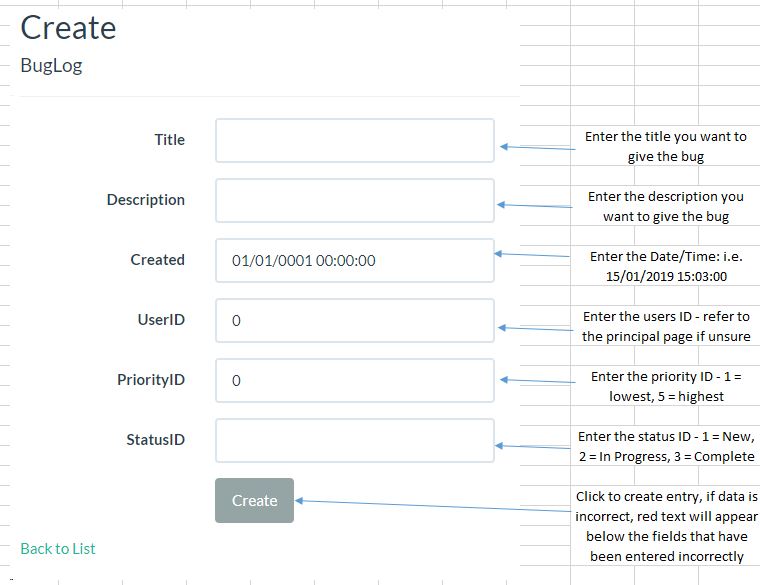 Create
BugLog
Title
Enter the title you want to
give the bug
Description
Enter the description you
want to give the bug
Created
01/01/0001 00:00:00
Enter the Date/Time: i.e.
15/01/2019 15:03:00
UserID
0
Enter the users ID - refer to
the principal page if unsure
PriorityID
0
Enter the priority ID - 1 =
lowest, 5 = highest
StatusID
Enter the status ID - 1 = New,
2 = In Progress, 3 = Complete
Create
Click to create entry, if data is
incorrect, red text will appear
below the fields that have
been entered incorrectly
Back to List